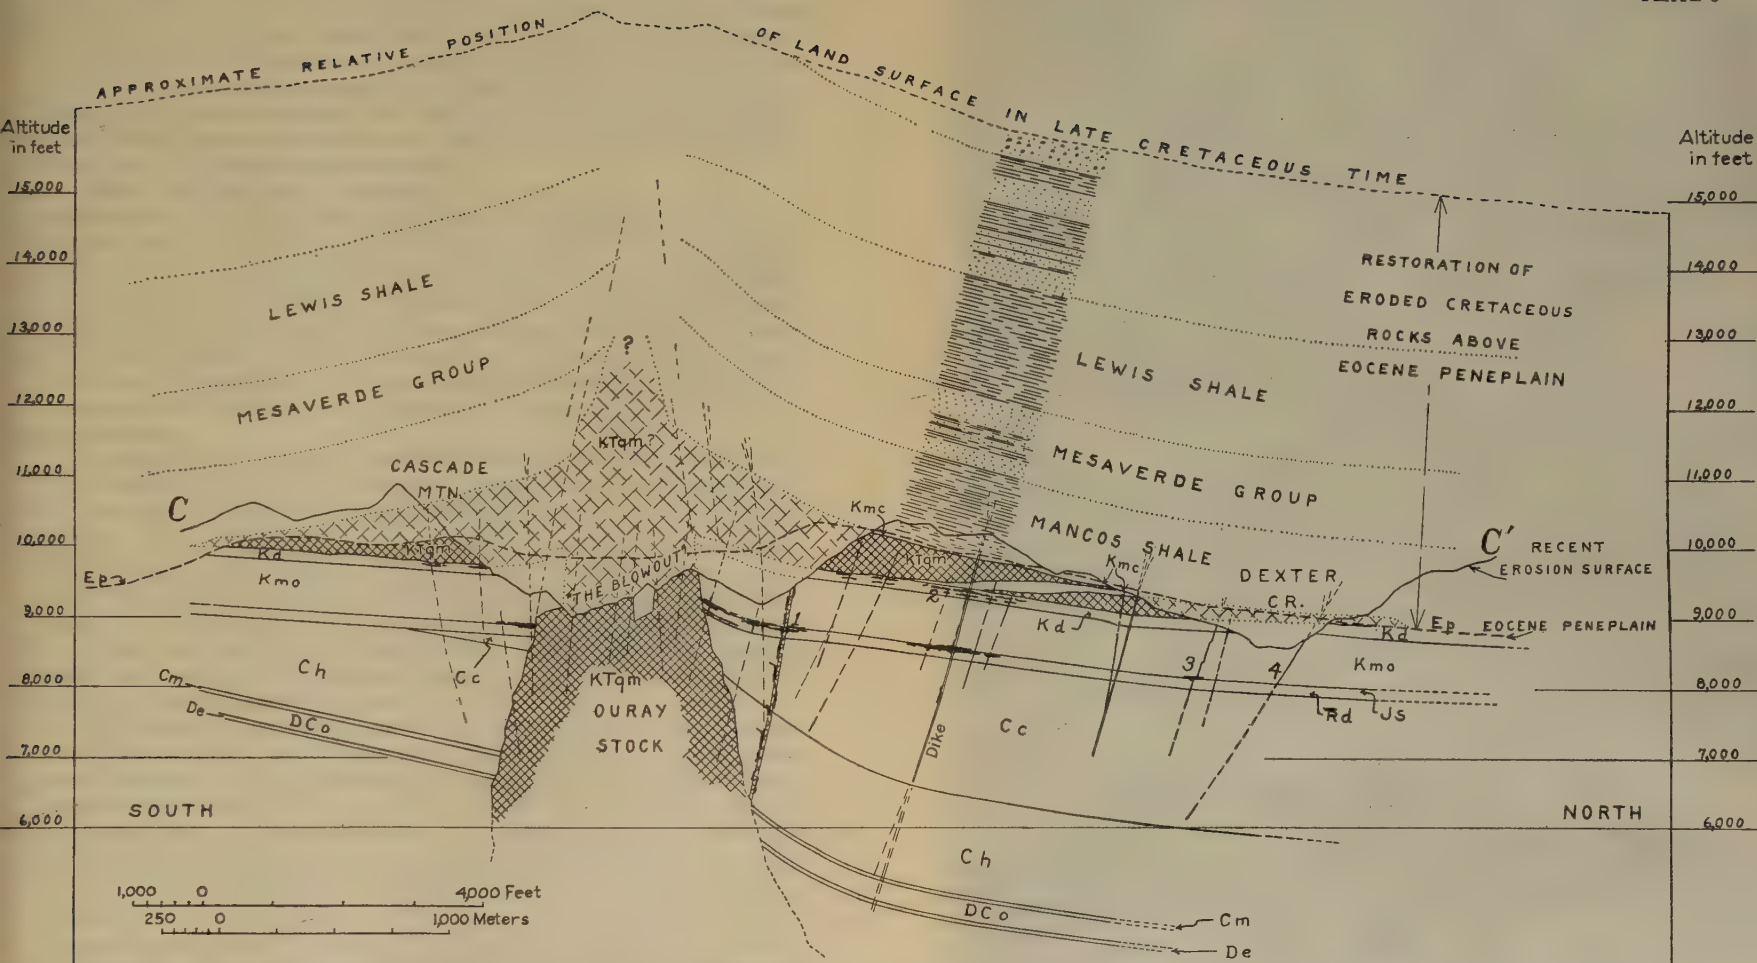 APPROXIMATE RELATIVE POSITION OF LAND SURFACE IN LATE CRETACEOUS TIME
Altitude
in feet
15,000
14,000
13,000
12,000
11,000
10,000
9,000
8,000
7,000
6,000
Altitude
in feet
15,000
14,000
13,000
12,000
11,000
10,000
9,000
8,000
7,000
6,000
RESTORATION OF
ERODED CRETACEOUS
ROCKS ABOVE
EOCENE PENEPLAIN
LEWIS SHALE
MESAVERDE GROUP
LEWIS SHALE
MESAVERDE GROUP
MANCOS SHALE
?
KTqm?
CASCADE
MTN.
C
C'
RECENT
EROSION SURFACE
Kmc
Kmc
KTqm
KTqm
Kd
Kmo
Ep
THE BLOWOUT
DEXTER
CR.
Ep EOCENE PENEPLAIN
Kd
Kd
Kmo
1
2
3
4
Ch
Cc
Cm
De
DCo
KTqm
OURAY
STOCK
Dike
Cc
Ꞧd
Js
SOUTH
NORTH
Ch
DCo
Cm
De
1,000 0 4,000 Feet
250 0 1,000 Meters